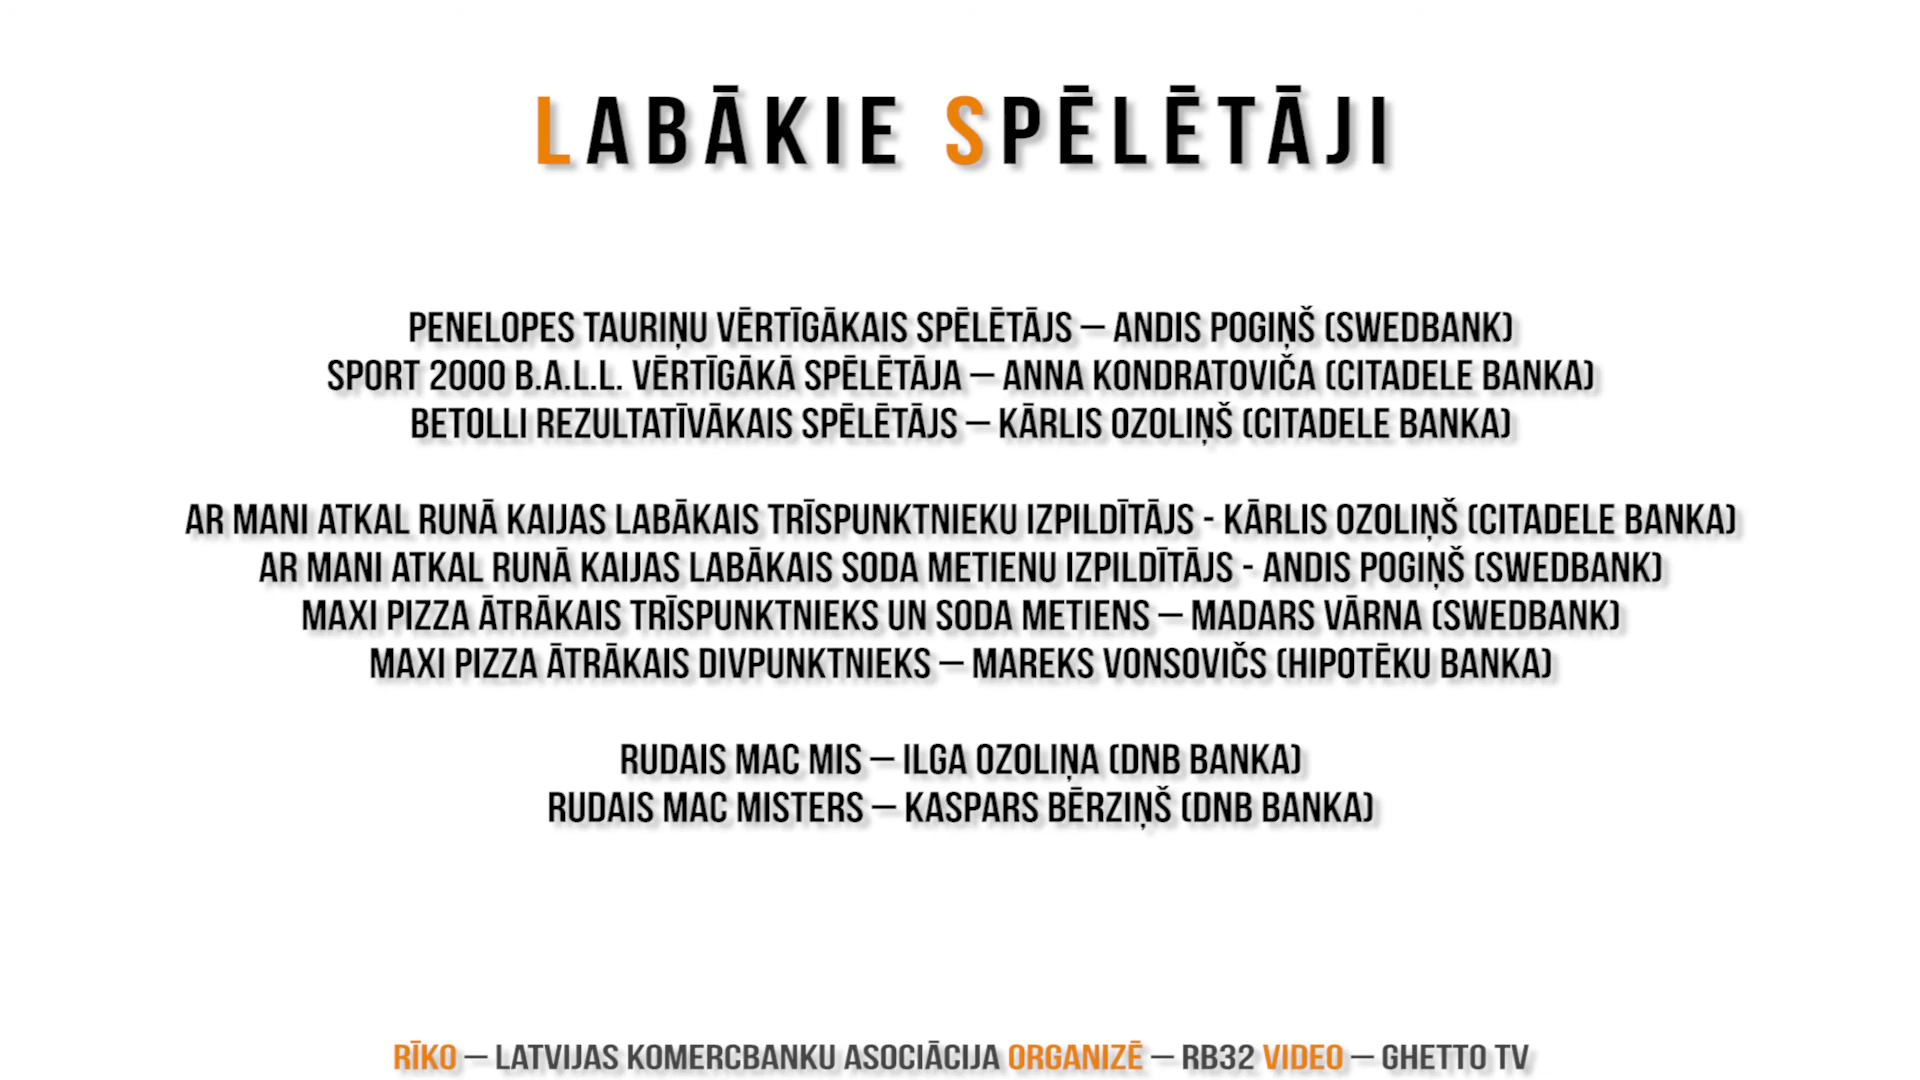 LABĀKIE SPĒLĒTĀJI
PENELOPES TAURIŅU VĒRTĪGĀKAIS SPĒLĒTĀJS – ANDIS POGIŅŠ (SWEDBANK)
SPORT 2000 B.A.L.L. VĒRTĪGĀKĀ SPĒLĒTĀJA – ANNA KONDRATOVIČA (CITADELE BANKA)
BETOLLI REZULTATĪVĀKAIS SPĒLĒTĀJS – KĀRLIS OZOLIŅŠ (CITADELE BANKA)
AR MANI ATKAL RUNĀ KAIJAS LABĀKAIS TRĪSPUNKTNIEKU IZPILDĪTĀJS - KĀRLIS OZOLIŅŠ (CITADELE BANKA)
AR MANI ATKAL RUNĀ KAIJAS LABĀKAIS SODA METIENU IZPILDĪTĀJS - ANDIS POGIŅŠ (SWEDBANK)
MAXI PIZZA ĀTRĀKAIS TRĪSPUNKTNIEKS UN SODA METIENS – MADARS VĀRNA (SWEDBANK)
MAXI PIZZA ĀTRĀKAIS DIVPUNKTNIEKS – MAREKS VONSOVIČS (HIPOTĒKU BANKA)
RUDAIS MAC MIS – ILGA OZOLIŅA (DNB BANKA)
RUDAIS MAC MISTERS – KASPARS BĒRZIŅŠ (DNB BANKA)
RĪKO – LATVIJAS KOMERCBANKU ASOCIĀCIJA ORGANIZĒ – RB32 VIDEO – GHETTO TV